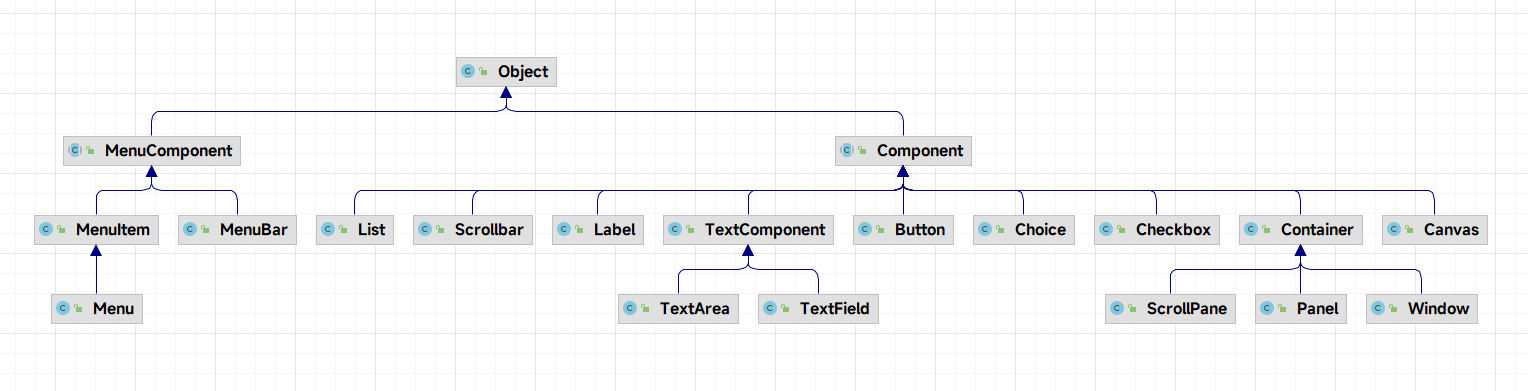 Object
MenuComponent
Component
MenuItem
MenuBar
List
Scrollbar
Label
TextComponent
Button
Choice
Checkbox
Container
Canvas
Menu
TextArea
TextField
ScrollPane
Panel
Window